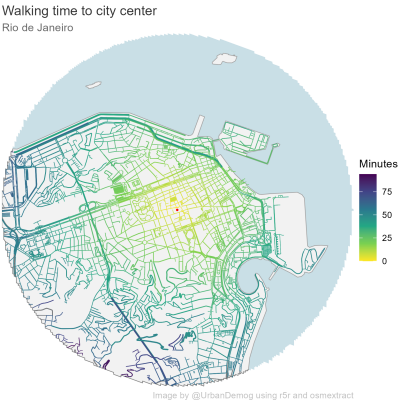 Walking time to city center
Rio de Janeiro
Minutes
75
50
25
0
Image by @UrbanDemog using r5r and osmextract